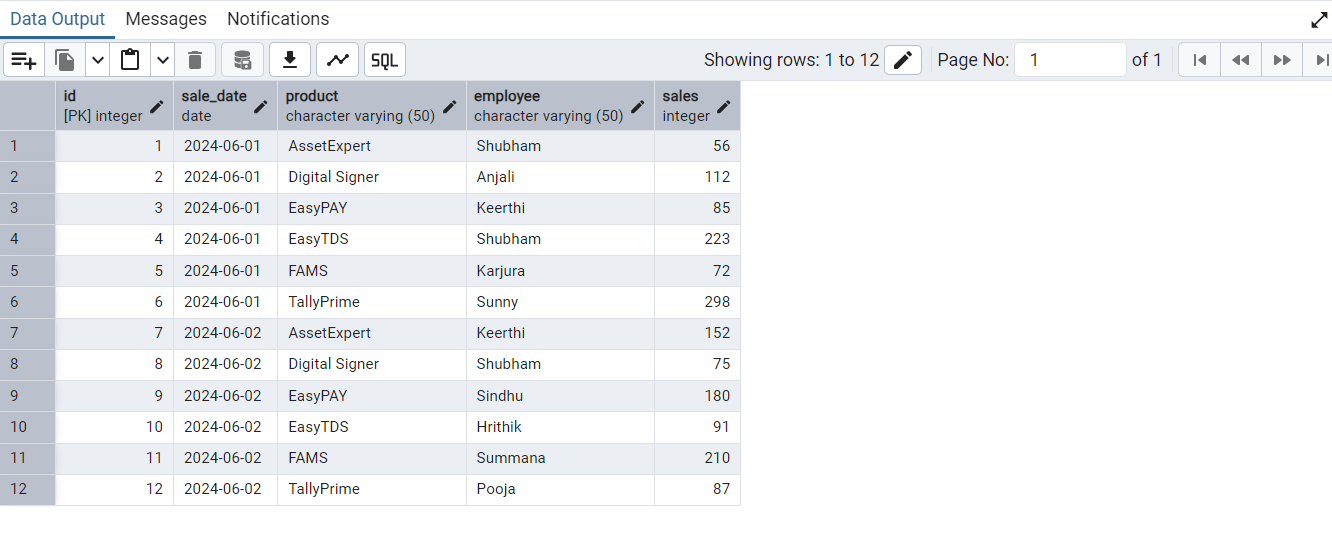 Data Output Messages Notifications
SQL Showing rows: 1 to 12 Page No: 1 of 1
id sale_date product employee sales
[PK] integer date character varying (50) character varying (50) integer
1 1 2024-06-01 AssetExpert Shubham 56
2 2 2024-06-01 Digital Signer Anjali 112
3 3 2024-06-01 EasyPAY Keerthi 85
4 4 2024-06-01 EasyTDS Shubham 223
5 5 2024-06-01 FAMS Karjura 72
6 6 2024-06-01 TallyPrime Sunny 298
7 7 2024-06-02 AssetExpert Keerthi 152
8 8 2024-06-02 Digital Signer Shubham 75
9 9 2024-06-02 EasyPAY Sindhu 180
10 10 2024-06-02 EasyTDS Hrithik 91
11 11 2024-06-02 FAMS Summana 210
12 12 2024-06-02 TallyPrime Pooja 87